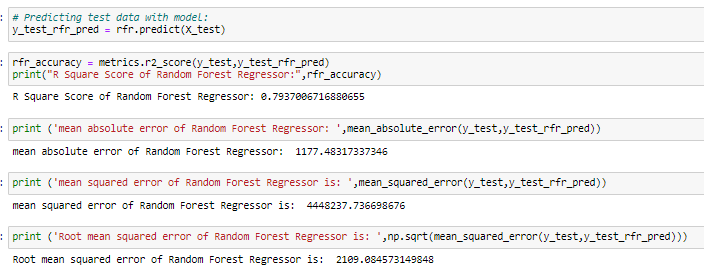 : # Predicting test data with model:
y_test_rfr_pred = rfr.predict(X_test)
: rfr_accuracy = metrics.r2_score(y_test,y_test_rfr_pred)
print("R Square Score of Random Forest Regressor:",rfr_accuracy)
R Square Score of Random Forest Regressor: 0.7937006716880655
: print ('mean absolute error of Random Forest Regressor: ',mean_absolute_error(y_test,y_test_rfr_pred))
mean absolute error of Random Forest Regressor:  1177.48317337346
: print ('mean squared error of Random Forest Regressor is: ',mean_squared_error(y_test,y_test_rfr_pred))
mean squared error of Random Forest Regressor is:  4448237.736698676
: print ('Root mean squared error of Random Forest Regressor is: ',np.sqrt(mean_squared_error(y_test,y_test_rfr_pred)))
Root mean squared error of Random Forest Regressor is:  2109.084573149848